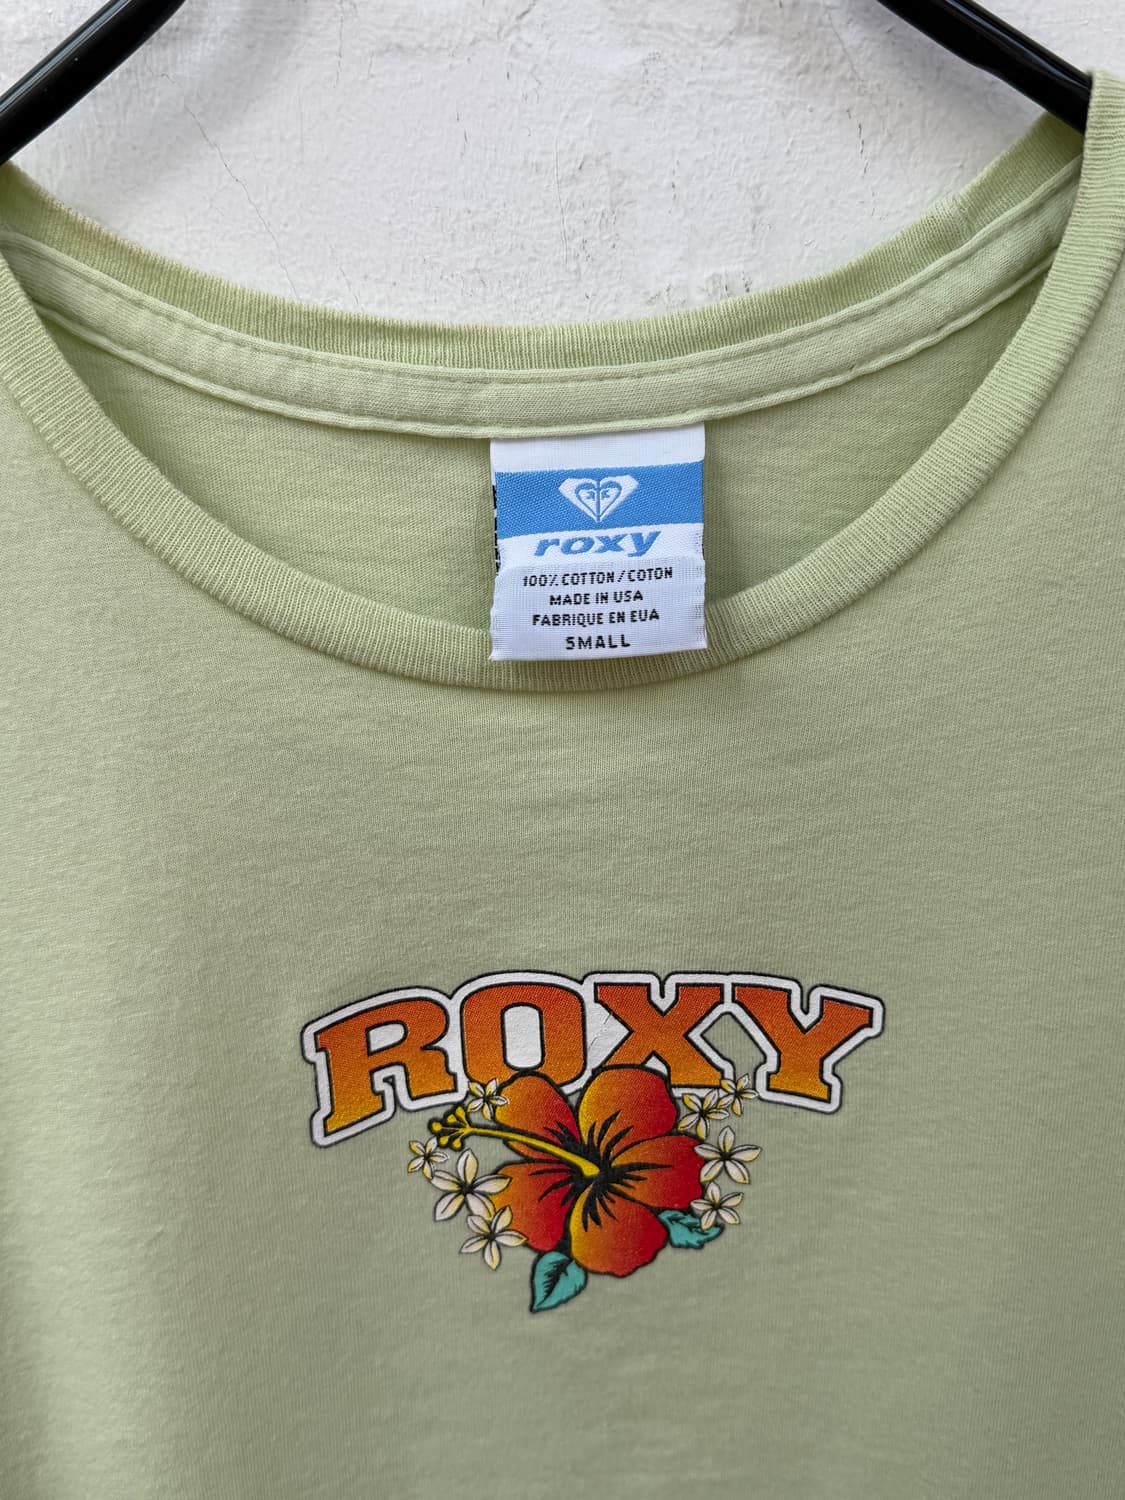 roxy
100% COTTON / COTON
MADE IN USA
FABRIQUE EN EUA
SMALL
ROXY